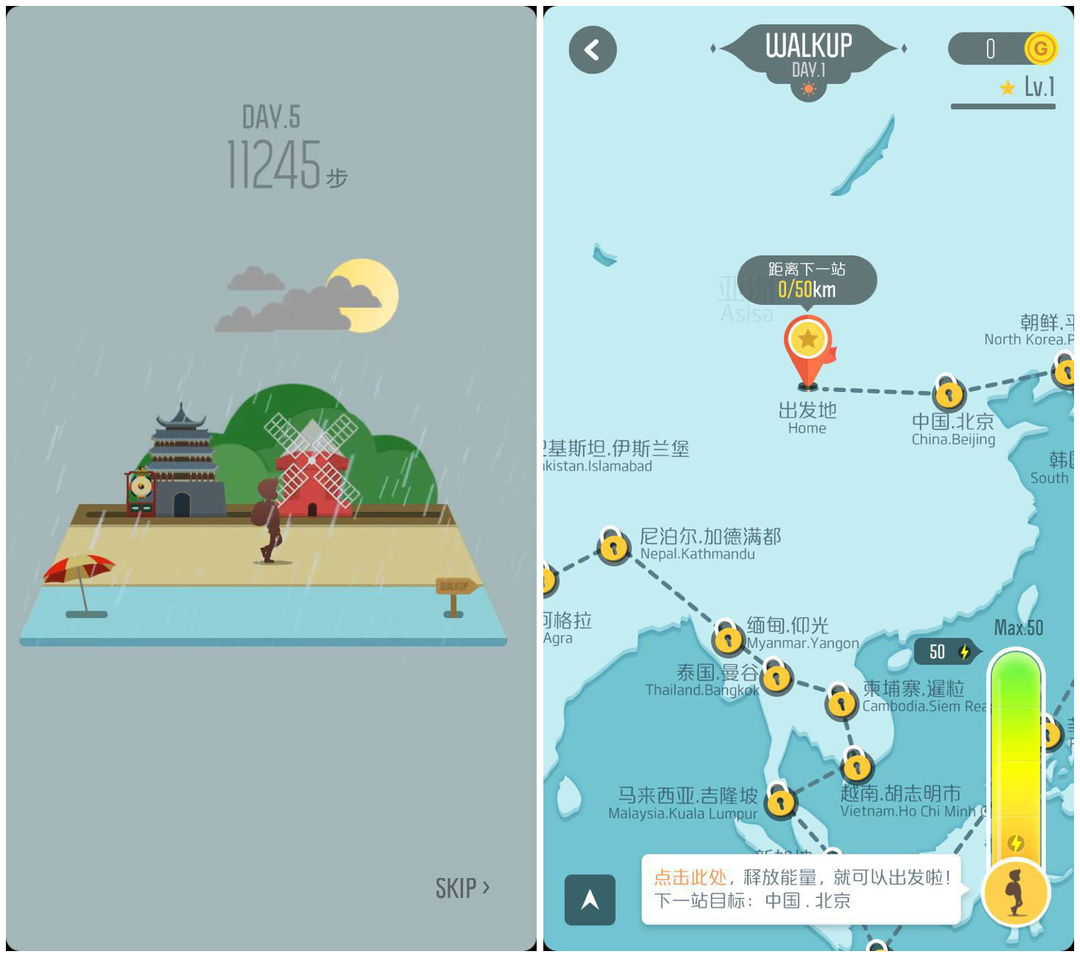 DAY.5
11245步
WALKUP
SKIP
WALKUP
DAY.1
0
G
Lv.1
距离下一站
0/50km
亚洲
Asisa
出发地
Home
中国.北京
China.Beijing
朝鲜.平
North Korea.P
基斯坦.伊斯兰堡
kistan.Islamabad
韩国
South
尼泊尔.加德满都
Nepal.Kathmandu
阿格拉
Agra
缅甸.仰光
Myanmar.Yangon
泰国.曼谷
Thailand.Bangkok
柬埔寨.暹粒
Cambodia.Siem Rea
Max.50
50
马来西亚.吉隆坡
Malaysia.Kuala Lumpur
越南.胡志明市
Vietnam.Ho Chi Minh C
点击此处，释放能量，就可以出发啦！
下一站目标：中国 . 北京